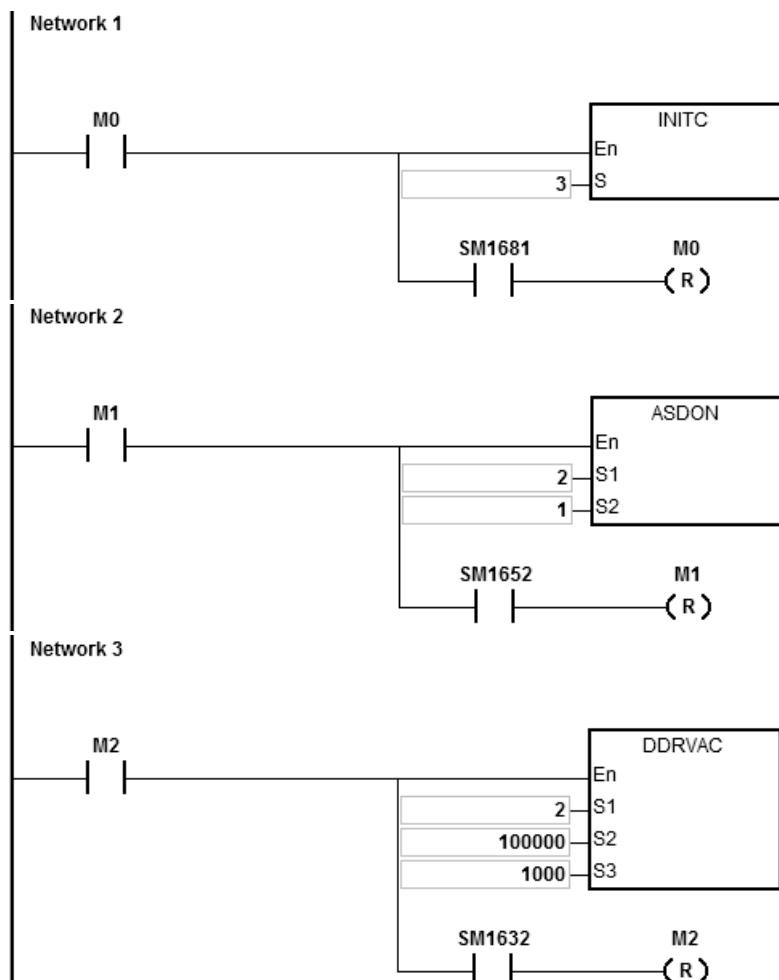 Network 1
M0
INITC
En
3 S
SM1681 M0
R
Network 2
M1
ASDON
En
2 S1
1 S2
SM1652 M1
R
Network 3
M2
DDRVAC
En
2 S1
100000 S2
1000 S3
SM1632 M2
R